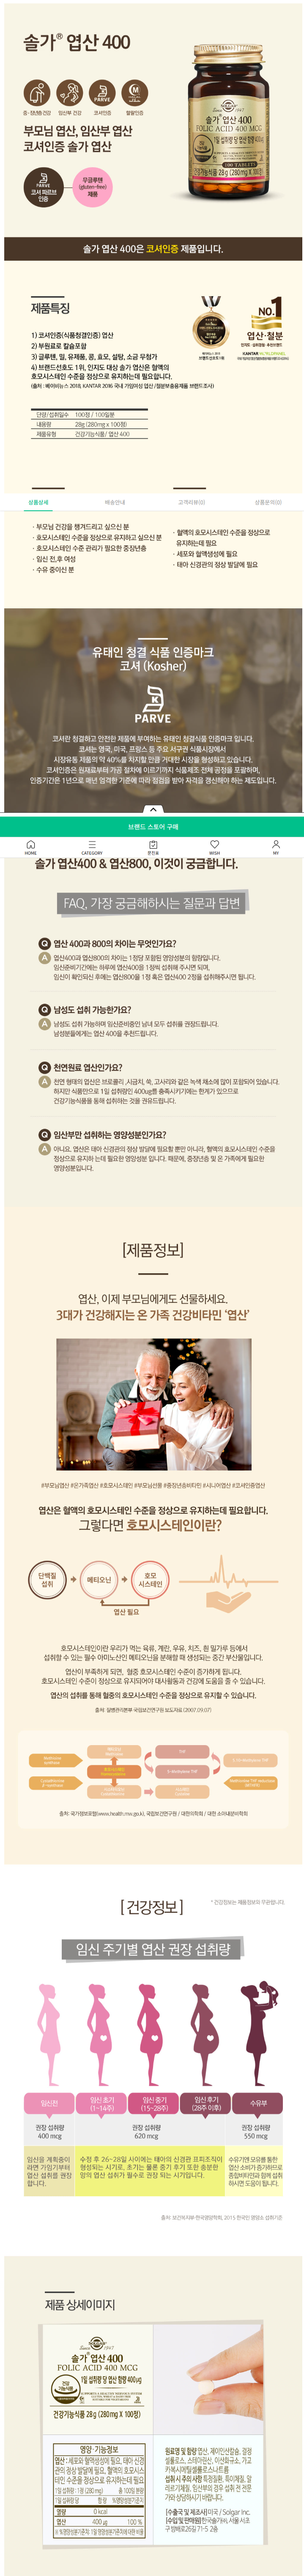 솔가® 엽산 400
중·장년층 건강
임산부 건강
코셔인증
혈행인증
부모님 엽산, 임산부 엽산
코셔인증 솔가 엽산
PARVE
코셔 파르브
인증
무글루텐
(gluten-free)
제품
SOLGAR
솔가 엽산 400
FOLIC ACID 400 MCG
100 TABLETS
솔가 엽산 400은 코셔인증 제품입니다.
제품특징
1) 코셔인증(식품청결인증) 엽산
2) 부원료로 칼슘포함
3) 글루텐, 밀, 유제품, 콩, 효모, 설탕, 소금 무첨가
4) 브랜드선호도 1위, 인지도 대상 솔가 엽산은 혈액의
호모시스테인 수준을 정상으로 유지하는데 필요합니다.
(출처 : 베이비뉴스 2018, KANTAR 2016 국내 가임여성 엽산 /철분부충용제품 브랜드조사)
NO.1
엽산·철분
단위/섭취일수 100정 / 100일분
내용량 28g (280mg x 100정)
제품유형 건강기능식품/ 엽산 400
상품상세
배송안내
고객리뷰(0)
상품문의(0)
· 부모님 건강을 챙겨드리고 싶으신 분
· 호모시스테인 수준을 정상으로 유지하고 싶으신 분
· 호모시스테인 수준 관리가 필요한 중장년층
· 임신 전,후 여성
· 수유 중이신 분
· 혈액의 호모시스테인 수준을 정상으로
유지하는데 필요
· 세포와 혈액생성에 필요
· 태아 신경관의 정상 발달에 필요
유태인 청결 식품 인증마크
코셔 (Kosher)
PARVE
코셔란 청결하고 안전한 제품에 부여하는 유태인 청결식품 인증마크 입니다.
코셔는 영국, 미국, 프랑스 등 주요 서구권 식품시장에서
시장유통 제품의 약 40%를 차지할 만큼 거대한 시장을 형성하고 있습니다.
코셔인증은 원재료부터 가공 절차에 이르기까지 식품제조 전체 공정을 포괄하며,
인증기간은 1년으로 매년 엄격한 기준에 따라 점검을 받아 자격을 갱신해야 하는 제도입니다.
브랜드 스토어 구매
HOME
CATEGORY
문진표
WISH
MY
솔가 엽산400 & 엽산800, 이것이 궁금합니다.
FAQ, 가장 궁금해하시는 질문과 답변
Q 엽산 400과 800의 차이는 무엇인가요?
A 엽산400과 엽산800의 차이는 1정당 포함된 영양성분의 함량입니다.
임신준비기간에는 하루에 엽산400을 1정씩 섭취해 주시면 되며,
임신이 확인되신 후에는 엽산800을 1정 혹은 엽산400 2정을 섭취해주시면 됩니다.
Q 남성도 섭취 가능한가요?
A 남성도 섭취 가능하며 임신준비중인 남녀 모두 섭취를 권장드립니다.
남성분들에게는 엽산 400을 추천드립니다.
Q 천연원료 엽산인가요?
A 천연 형태의 엽산은 브로콜리 ,시금치, 쑥, 고사리와 같은 녹색 채소에 많이 포함되어 있습니다.
하지만 식품만으로 1일 섭취량인 400ug를 충족시키기에는 한계가 있으므로
건강기능식품을 통해 섭취하는 것을 권유드립니다.
Q 임산부만 섭취하는 영양성분인가요?
A 아니요, 엽산은 태아 신경관의 정상 발달에 필요할 뿐만 아니라, 혈액의 호모시스테인 수준을
정상으로 유지하 는데 필요한 영양성분 입니다. 때문에, 중장년층 및 온 가족에게 필요한
영양성분입니다.
[제품정보]
엽산, 이제 부모님에게도 선물하세요.
3대가 건강해지는 온 가족 건강비타민 ‘엽산’
#부모님엽산 #온가족엽산 #호모시스테인 #부모님선물 #중장년층비타민 #시니어엽산 #코셔인증엽산
엽산은 혈액의 호모시스테인 수준을 정상으로 유지하는데 필요합니다.
그렇다면 호모시스테인이란?
단백질
섭취
메티오닌
호모
시스테인
엽산 필요
호모시스테인이란 우리가 먹는 육류, 계란, 우유, 치즈, 흰 밀가루 등에서
섭취할 수 있는 필수 아미노산인 메티오닌을 분해할 때 생성되는 중간 부산물입니다.
엽산이 부족하게 되면, 혈중 호모시스테인 수준이 증가하게 됩니다.
호모시스테인 수준이 정상으로 유지되어야 대사활동과 건강에 도움을 줄 수 있습니다.
엽산의 섭취를 통해 혈중의 호모시스테인 수준을 정상으로 유지할 수 있습니다.
출처: 질병관리본부 국립보건연구원 보도자료 (2007.09.07)
출처: 국가정보포털(www.health.mw.go.kr), 국립보건연구원 / 대한의학회 / 대한 소아내분비학회
[ 건강정보 ]
* 건강정보는 제품정보와 무관합니다.
임신 주기별 엽산 권장 섭취량
임신전
임신 초기
(1~14주)
임신 중기
(15~28주)
임신 후기
(28주 이후)
수유부
권장 섭취량
400 mcg
권장 섭취량
620 mcg
권장 섭취량
550 mcg
임신을 계획중이
라면 가임기부터
엽산 섭취를 권장
합니다.
수정 후 26~28일 사이에는 태아의 신경관 코피조직이
형성되는 시기로, 초기는 물론 중기 후기 또한 충분한
양의 엽산 섭취가 필수로 권장 되는 시기입니다.
수유기엔 모유를 통한
엽산 소비가 증가하므로
종합비타민과 함께 섭취
하시면 도움이 됩니다.
출처: 보건복지부·한국영양학회, 2015 한국인 영양소 섭취기준
제품 상세이미지
SOLGAR
Since 1947
솔가® 엽산 400
FOLIC ACID 400 MCG
1일 섭취량 당 엽산 함량 400㎍
건강기능식품 28g (280mg X 100정)
영양·기능정보
엽산 : 세포와 혈액생성에 필요, 태아 신경
관의 정상 발달에 필요, 혈액의 호모시스
테인 수준을 정상으로 유지하는데 필요
1일 섭취량 : 1정 (280 mg) 총 100일분량
1일 섭취량 당 함량 %영양성분기준치
열량 0 kcal
엽산 400 ㎍ 100 %
※ %영양성분기준치 : 1일 영양성분기준치에 대한 비율
원료명 및 함량 엽산, 제이인산칼슘, 결정
셀룰로스, 스테아린산, 이산화규소, 가교
카복시메틸셀룰로스나트륨
섭취 시 주의 사항 특정질환, 특이체질, 알
레르기체질, 임산부의 경우 섭취 전 전문
가와 상담하시기 바랍니다.
[수출국 및 제조사] 미국 / Solgar Inc.
[수입 및 판매원] 한국솔가㈜, 서울 서초
구 방배로26길 71-5 2층